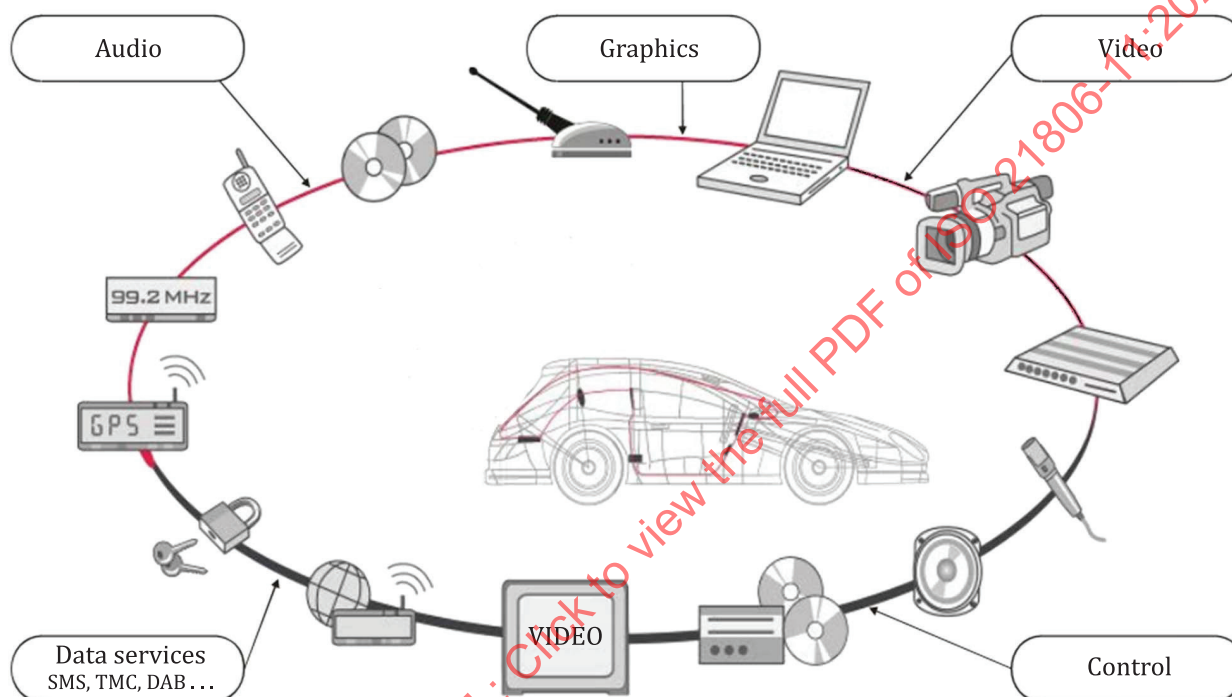 Audio
Graphics
Video
99.2 MHz
GPS
VIDEO
Data services
SMS, TMC, DAB ...
Control
: Click to view the full PDF of ISO 21806-11:20